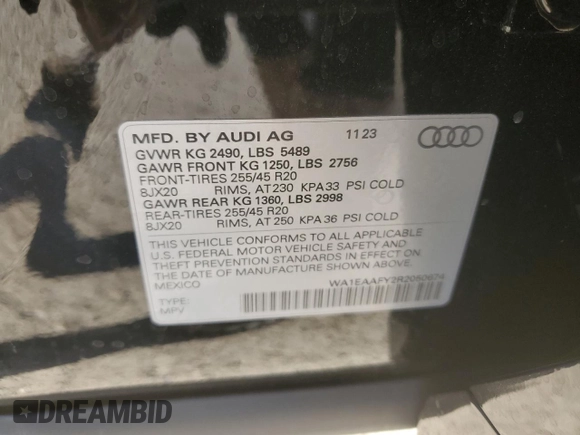 MFD. BY AUDI AG 11 23
GVWR KG 2490, LBS 5489
GAWR FRONT KG 1250, LBS 2756
FRONT-TIRES 255/45 R20
8JX20 RIMS, AT 230 KPA 33 PSI COLD
GAWR REAR KG 1360, LBS 2998
REAR-TIRES 255/45 R20
8JX20 RIMS, AT 250 KPA 36 PSI COLD
THIS VEHICLE CONFORMS TO ALL APPLICABLE
U.S. FEDERAL MOTOR VEHICLE SAFETY AND
THEFT PREVENTION STANDARDS IN EFFECT ON
THE DATE OF MANUFACTURE SHOWN ABOVE
MEXICO
WA1EAAFY2R2050674
TYPE:
MPV
DREAMBID